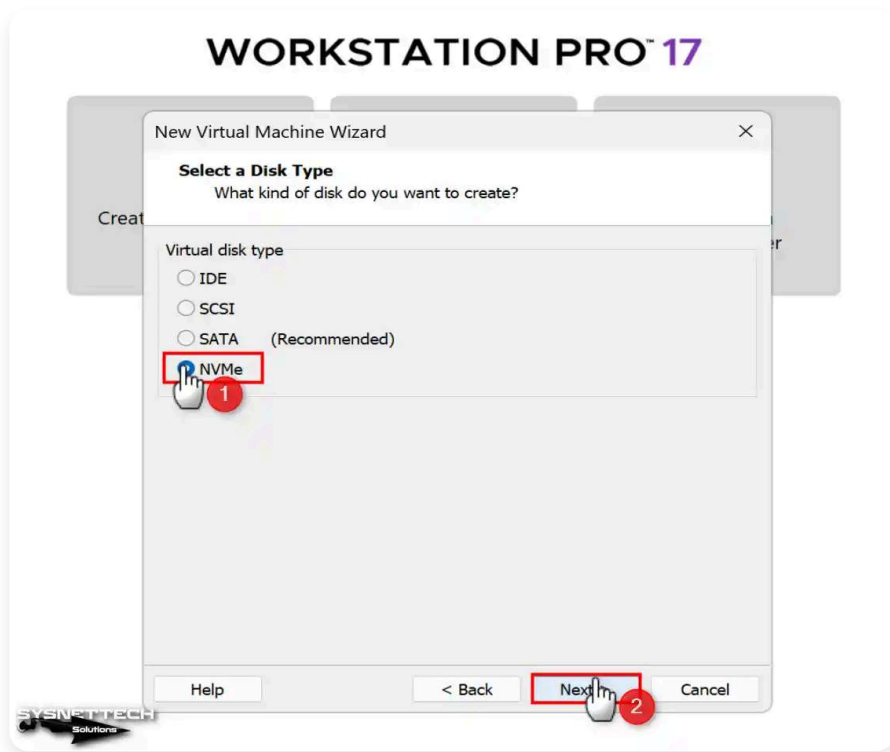 WORKSTATION PRO™ 17
New Virtual Machine Wizard
Select a Disk Type
What kind of disk do you want to create?
Creat
er
Virtual disk type
IDE
SCSI
SATA (Recommended)
NVMe
1
Help
< Back
Next
Cancel
2
SYSNETTECH
Solutions